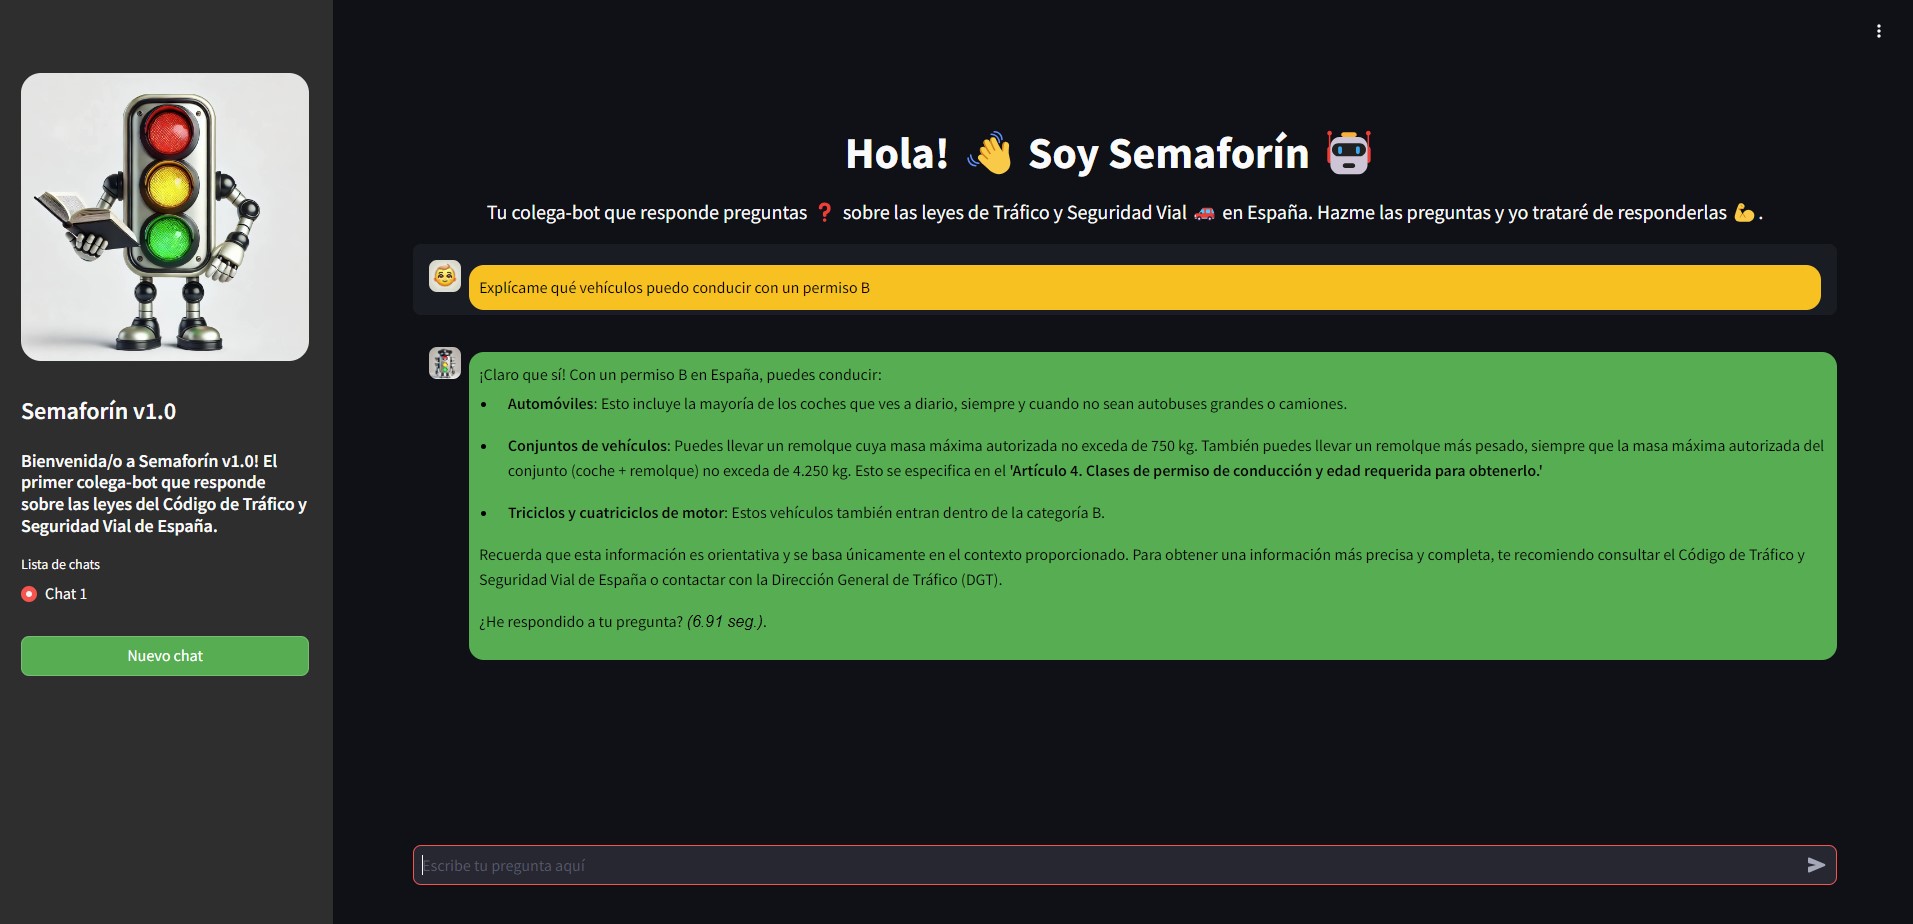 Hola! 👋 Soy Semaforín 🤖
Tu colega-bot que responde preguntas ❓ sobre las leyes de Tráfico y Seguridad Vial 🚗 en España. Hazme las preguntas y yo trataré de responderlas 💪.
Explícame qué vehículos puedo conducir con un permiso B
¡Claro que sí! Con un permiso B en España, puedes conducir:
• Automóviles: Esto incluye la mayoría de los coches que ves a diario, siempre y cuando no sean autobuses grandes o camiones.
• Conjuntos de vehículos: Puedes llevar un remolque cuya masa máxima autorizada no exceda de 750 kg. También puedes llevar un remolque más pesado, siempre que la masa máxima autorizada del
conjunto (coche + remolque) no exceda de 4.250 kg. Esto se especifica en el 'Artículo 4. Clases de permiso de conducción y edad requerida para obtenerlo.'
• Triciclos y cuatriciclos de motor: Estos vehículos también entran dentro de la categoría B.
Recuerda que esta información es orientativa y se basa únicamente en el contexto proporcionado. Para obtener una información más precisa y completa, te recomiendo consultar el Código de Tráfico y
Seguridad Vial de España o contactar con la Dirección General de Tráfico (DGT).
¿He respondido a tu pregunta? (6.91 seg.).
Escribe tu pregunta aquí
Semaforín v1.0
Bienvenida/o a Semaforín v1.0! El
primer colega-bot que responde
sobre las leyes del Código de Tráfico y
Seguridad Vial de España.
Lista de chats
Chat 1
Nuevo chat